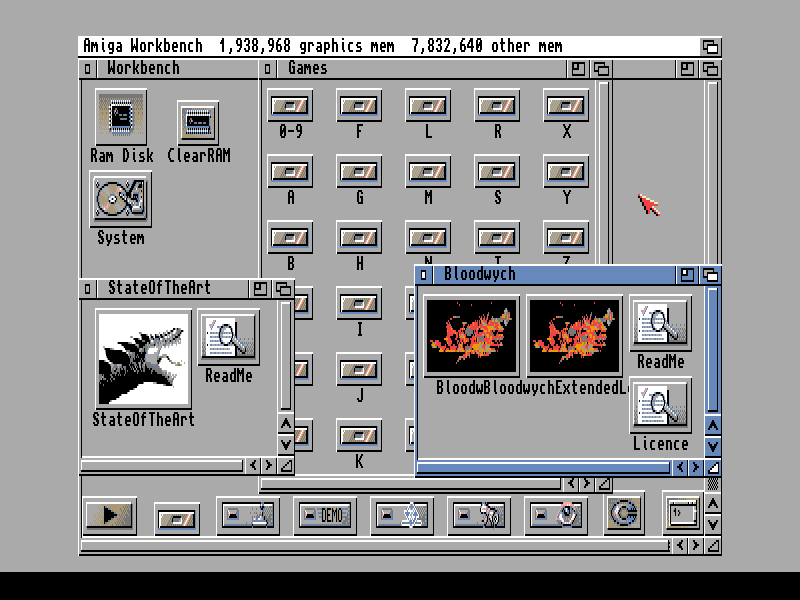 Amiga Workbench 1,938,968 graphics mem 7,832,640 other mem
Workbench
Games
Ram Disk
ClearRAM
System
0-9 F L R X
A G M S Y
B H N T Z
I
J
K
StateOfTheArt
StateOfTheArt
ReadMe
Bloodwych
BloodwBloodwychExtendedL
ReadMe
Licence
DEMO
1>